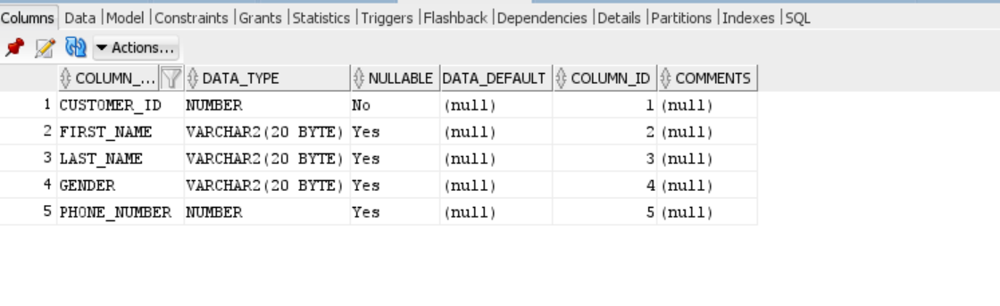 Columns Data |Model |Constraints |Grants |Statistics |Triggers |Flashback |Dependencies |Details |Partitions |Indexes |SQL
Actions...
COLUMN_... DATA_TYPE NULLABLE DATA_DEFAULT COLUMN_ID COMMENTS
1 CUSTOMER_ID NUMBER No (null) 1 (null)
2 FIRST_NAME VARCHAR2(20 BYTE) Yes (null) 2 (null)
3 LAST_NAME VARCHAR2(20 BYTE) Yes (null) 3 (null)
4 GENDER VARCHAR2(20 BYTE) Yes (null) 4 (null)
5 PHONE_NUMBER NUMBER Yes (null) 5 (null)